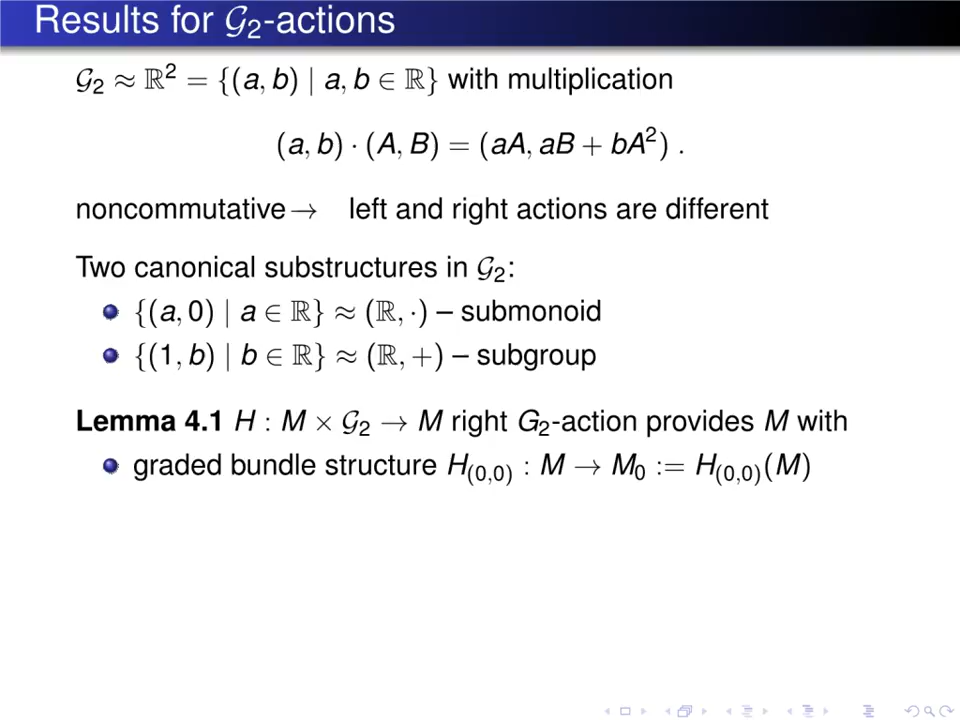 Results for 𝒢₂-actions
𝒢₂ ≈ ℝ² = {(a, b) | a, b ∈ ℝ} with multiplication
(a, b) · (A, B) = (aA, aB + bA²) .
noncommutative → left and right actions are different
Two canonical substructures in 𝒢₂:
{(a, 0) | a ∈ ℝ} ≈ (ℝ, ·) – submonoid
{(1, b) | b ∈ ℝ} ≈ (ℝ, +) – subgroup
Lemma 4.1 H : M × 𝒢₂ → M right G₂-action provides M with
graded bundle structure H₍₀,₀₎ : M → M₀ := H₍₀,₀₎(M)